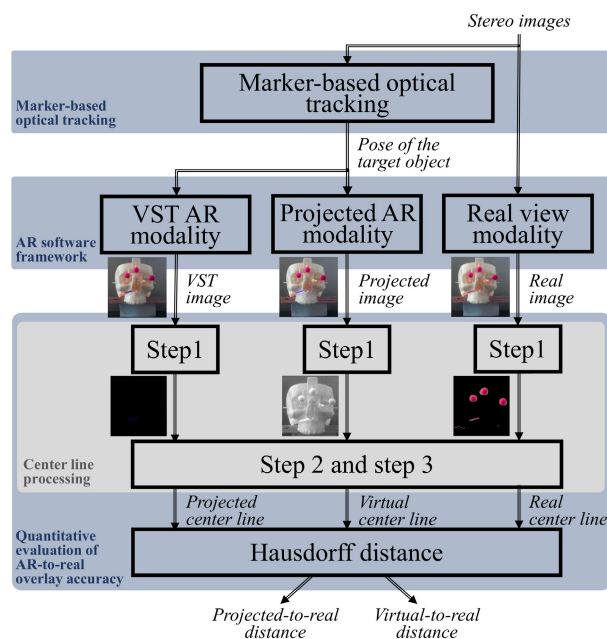 Stereo images
Marker-based optical
tracking
Marker-based
optical tracking
Pose of the
target object
VST AR
modality
Projected AR
modality
Real view
modality
AR software
framework
VST
image
Projected
image
Real
image
Step1
Step1
Step1
Center line
processing
Step 2 and step 3
Projected
center line
Virtual
center line
Real
center line
Quantitative
evaluation of
AR-to-real
overlay accuracy
Hausdorff distance
Projected-to-real
distance
Virtual-to-real
distance